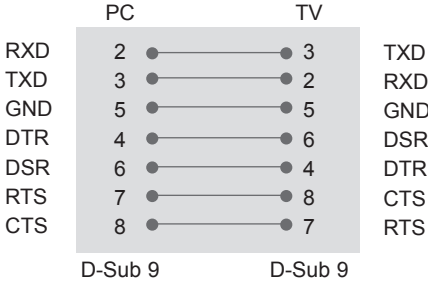 PC TV
RXD 2 3 TXD
TXD 3 2 RXD
GND 5 5 GND
DTR 4 6 DSR
DSR 6 4 DTR
RTS 7 8 CTS
CTS 8 7 RTS
D-Sub 9 D-Sub 9